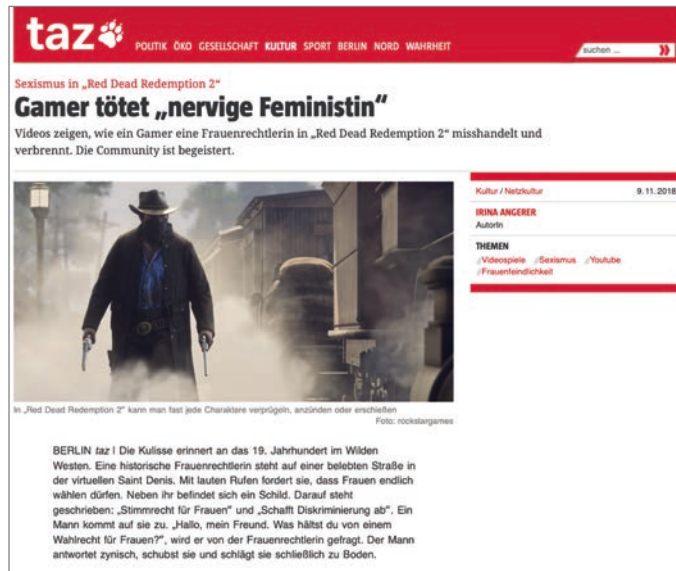 taz
POLITIK ÖKO GESELLSCHAFT KULTUR SPORT BERLIN NORD WAHRHEIT
suchen ...
Sexismus in „Red Dead Redemption 2“
Gamer tötet „nervige Feministin“
Videos zeigen, wie ein Gamer eine Frauenrechtlerin in „Red Dead Redemption 2“ misshandelt und
verbrennt. Die Community ist begeistert.
Kultur / Netzkultur 9. 11. 2018
IRINA ANGERER
Autorin
THEMEN
//Videospiele //Sexismus //Youtube
//Frauenfeindlichkeit
In „Red Dead Redemption 2“ kann man fast jede Charaktere verprügeln, anzünden oder erschießen
Foto: rockstargames
BERLIN taz | Die Kulisse erinnert an das 19. Jahrhundert im Wilden
Westen. Eine historische Frauenrechtlerin steht auf einer belebten Straße in
der virtuellen Saint Denis. Mit lauten Rufen fordert sie, dass Frauen endlich
wählen dürfen. Neben ihr befindet sich ein Schild. Darauf steht
geschrieben: „Stimmrecht für Frauen“ und „Schafft Diskriminierung ab“. Ein
Mann kommt auf sie zu. „Hallo, mein Freund. Was hältst du von einem
Wahlrecht für Frauen?“, wird er von der Frauenrechtlerin gefragt. Der Mann
antwortet zynisch, schubst sie und schlägt sie schließlich zu Boden.